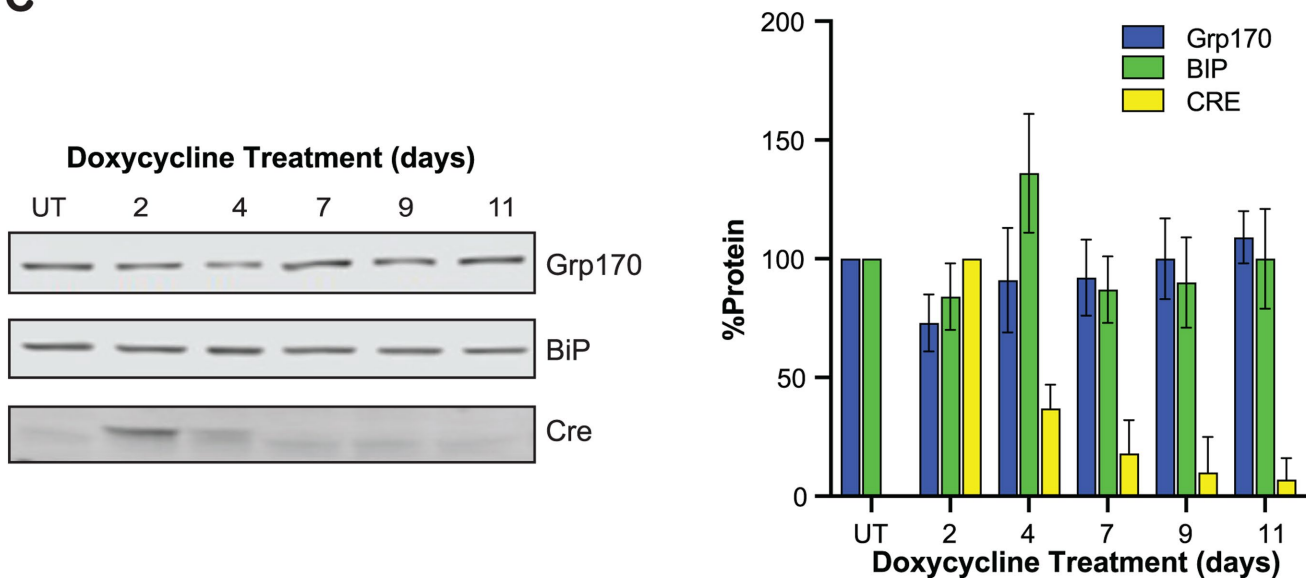 C
Doxycycline Treatment (days)
UT 2 4 7 9 11
Grp170
BiP
Cre
%Protein
200
150
100
50
0
Grp170
BIP
CRE
UT 2 4 7 9 11
Doxycycline Treatment (days)